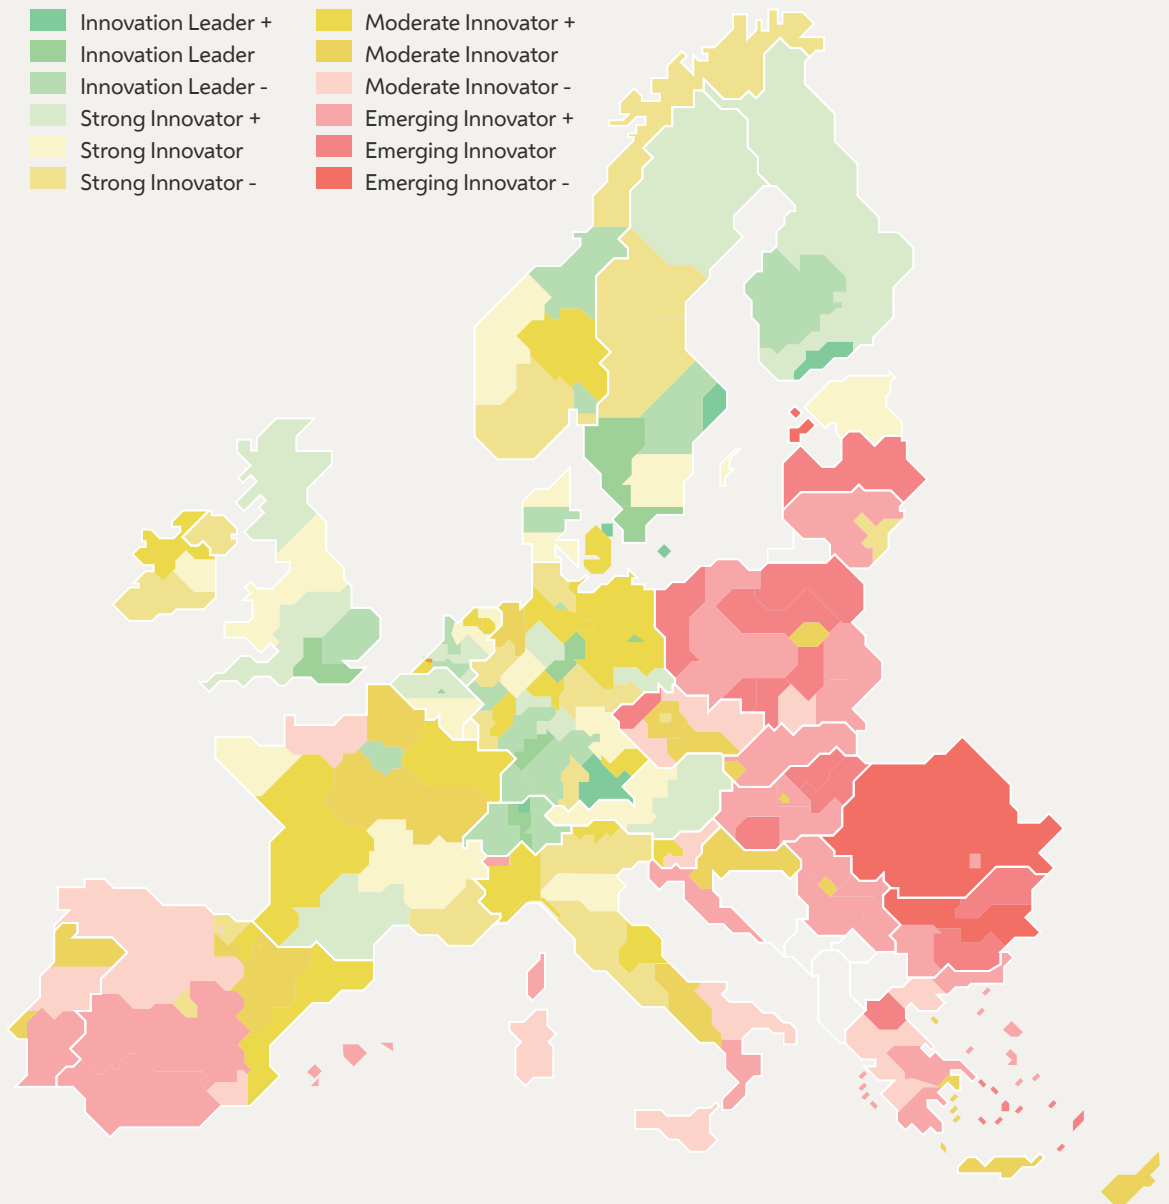 Innovation Leader +
Innovation Leader
Innovation Leader -
Strong Innovator +
Strong Innovator
Strong Innovator -
Moderate Innovator +
Moderate Innovator
Moderate Innovator -
Emerging Innovator +
Emerging Innovator
Emerging Innovator -